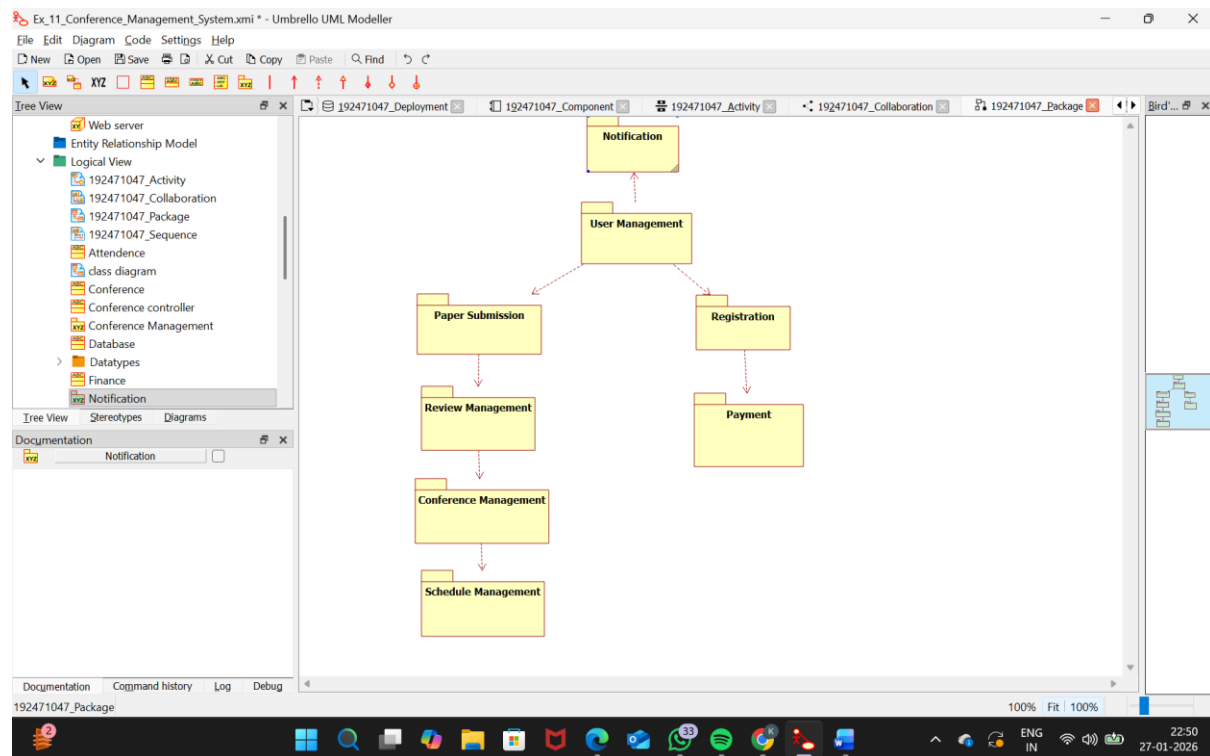 Ex_11_Conference_Management_System.xmi * - Umbrello UML Modeller
File Edit Diagram Code Settings Help
New Open Save Cut Copy Paste Find
XYZ
Tree View
192471047_Deployment 192471047_Component 192471047_Activity 192471047_Collaboration 192471047_Package Bird'...
Web server
Entity Relationship Model
Logical View
192471047_Activity
192471047_Collaboration
192471047_Package
192471047_Sequence
Attendence
class diagram
Conference
Conference controller
Conference Management
Database
Datatypes
Finance
Notification
Tree View Stereotypes Diagrams
Documentation
Notification
Notification
User Management
Paper Submission
Registration
Review Management
Payment
Conference Management
Schedule Management
Documentation Command history Log Debug
192471047_Package
100% Fit 100%
2
33
K
ENG
IN
22:50
27-01-2026